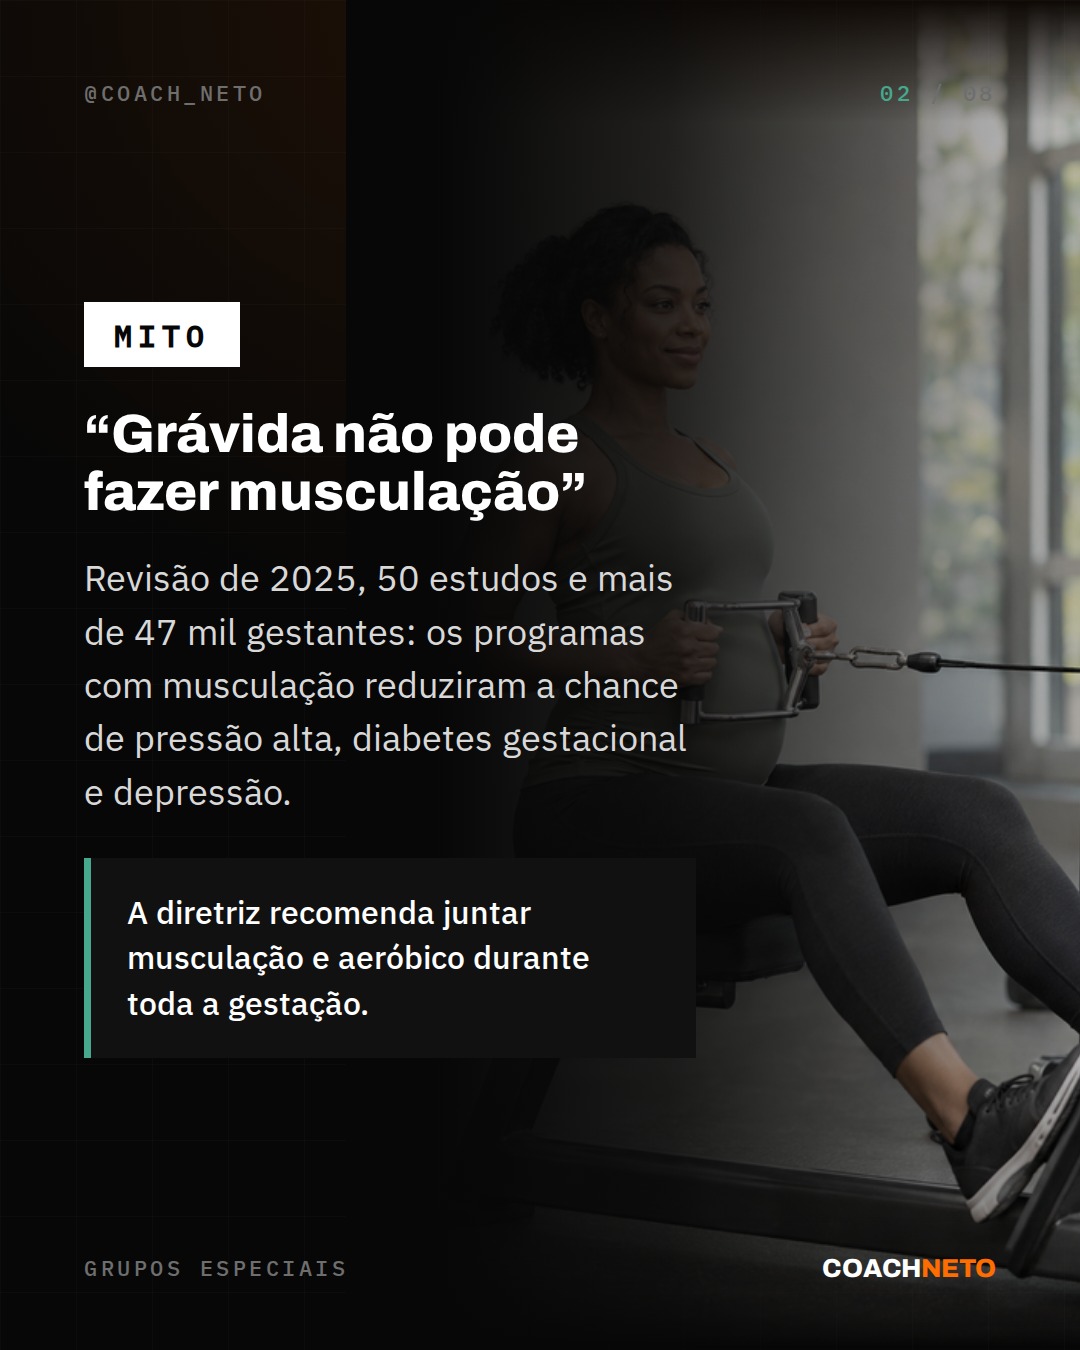 @COACH_NETO
02 / 08
MITO
“Grávida não pode
fazer musculação”
Revisão de 2025, 50 estudos e mais
de 47 mil gestantes: os programas
com musculação reduziram a chance
de pressão alta, diabetes gestacional
e depressão.
A diretriz recomenda juntar
musculação e aeróbico durante
toda a gestação.
GRUPOS ESPECIAIS
COACHNETO